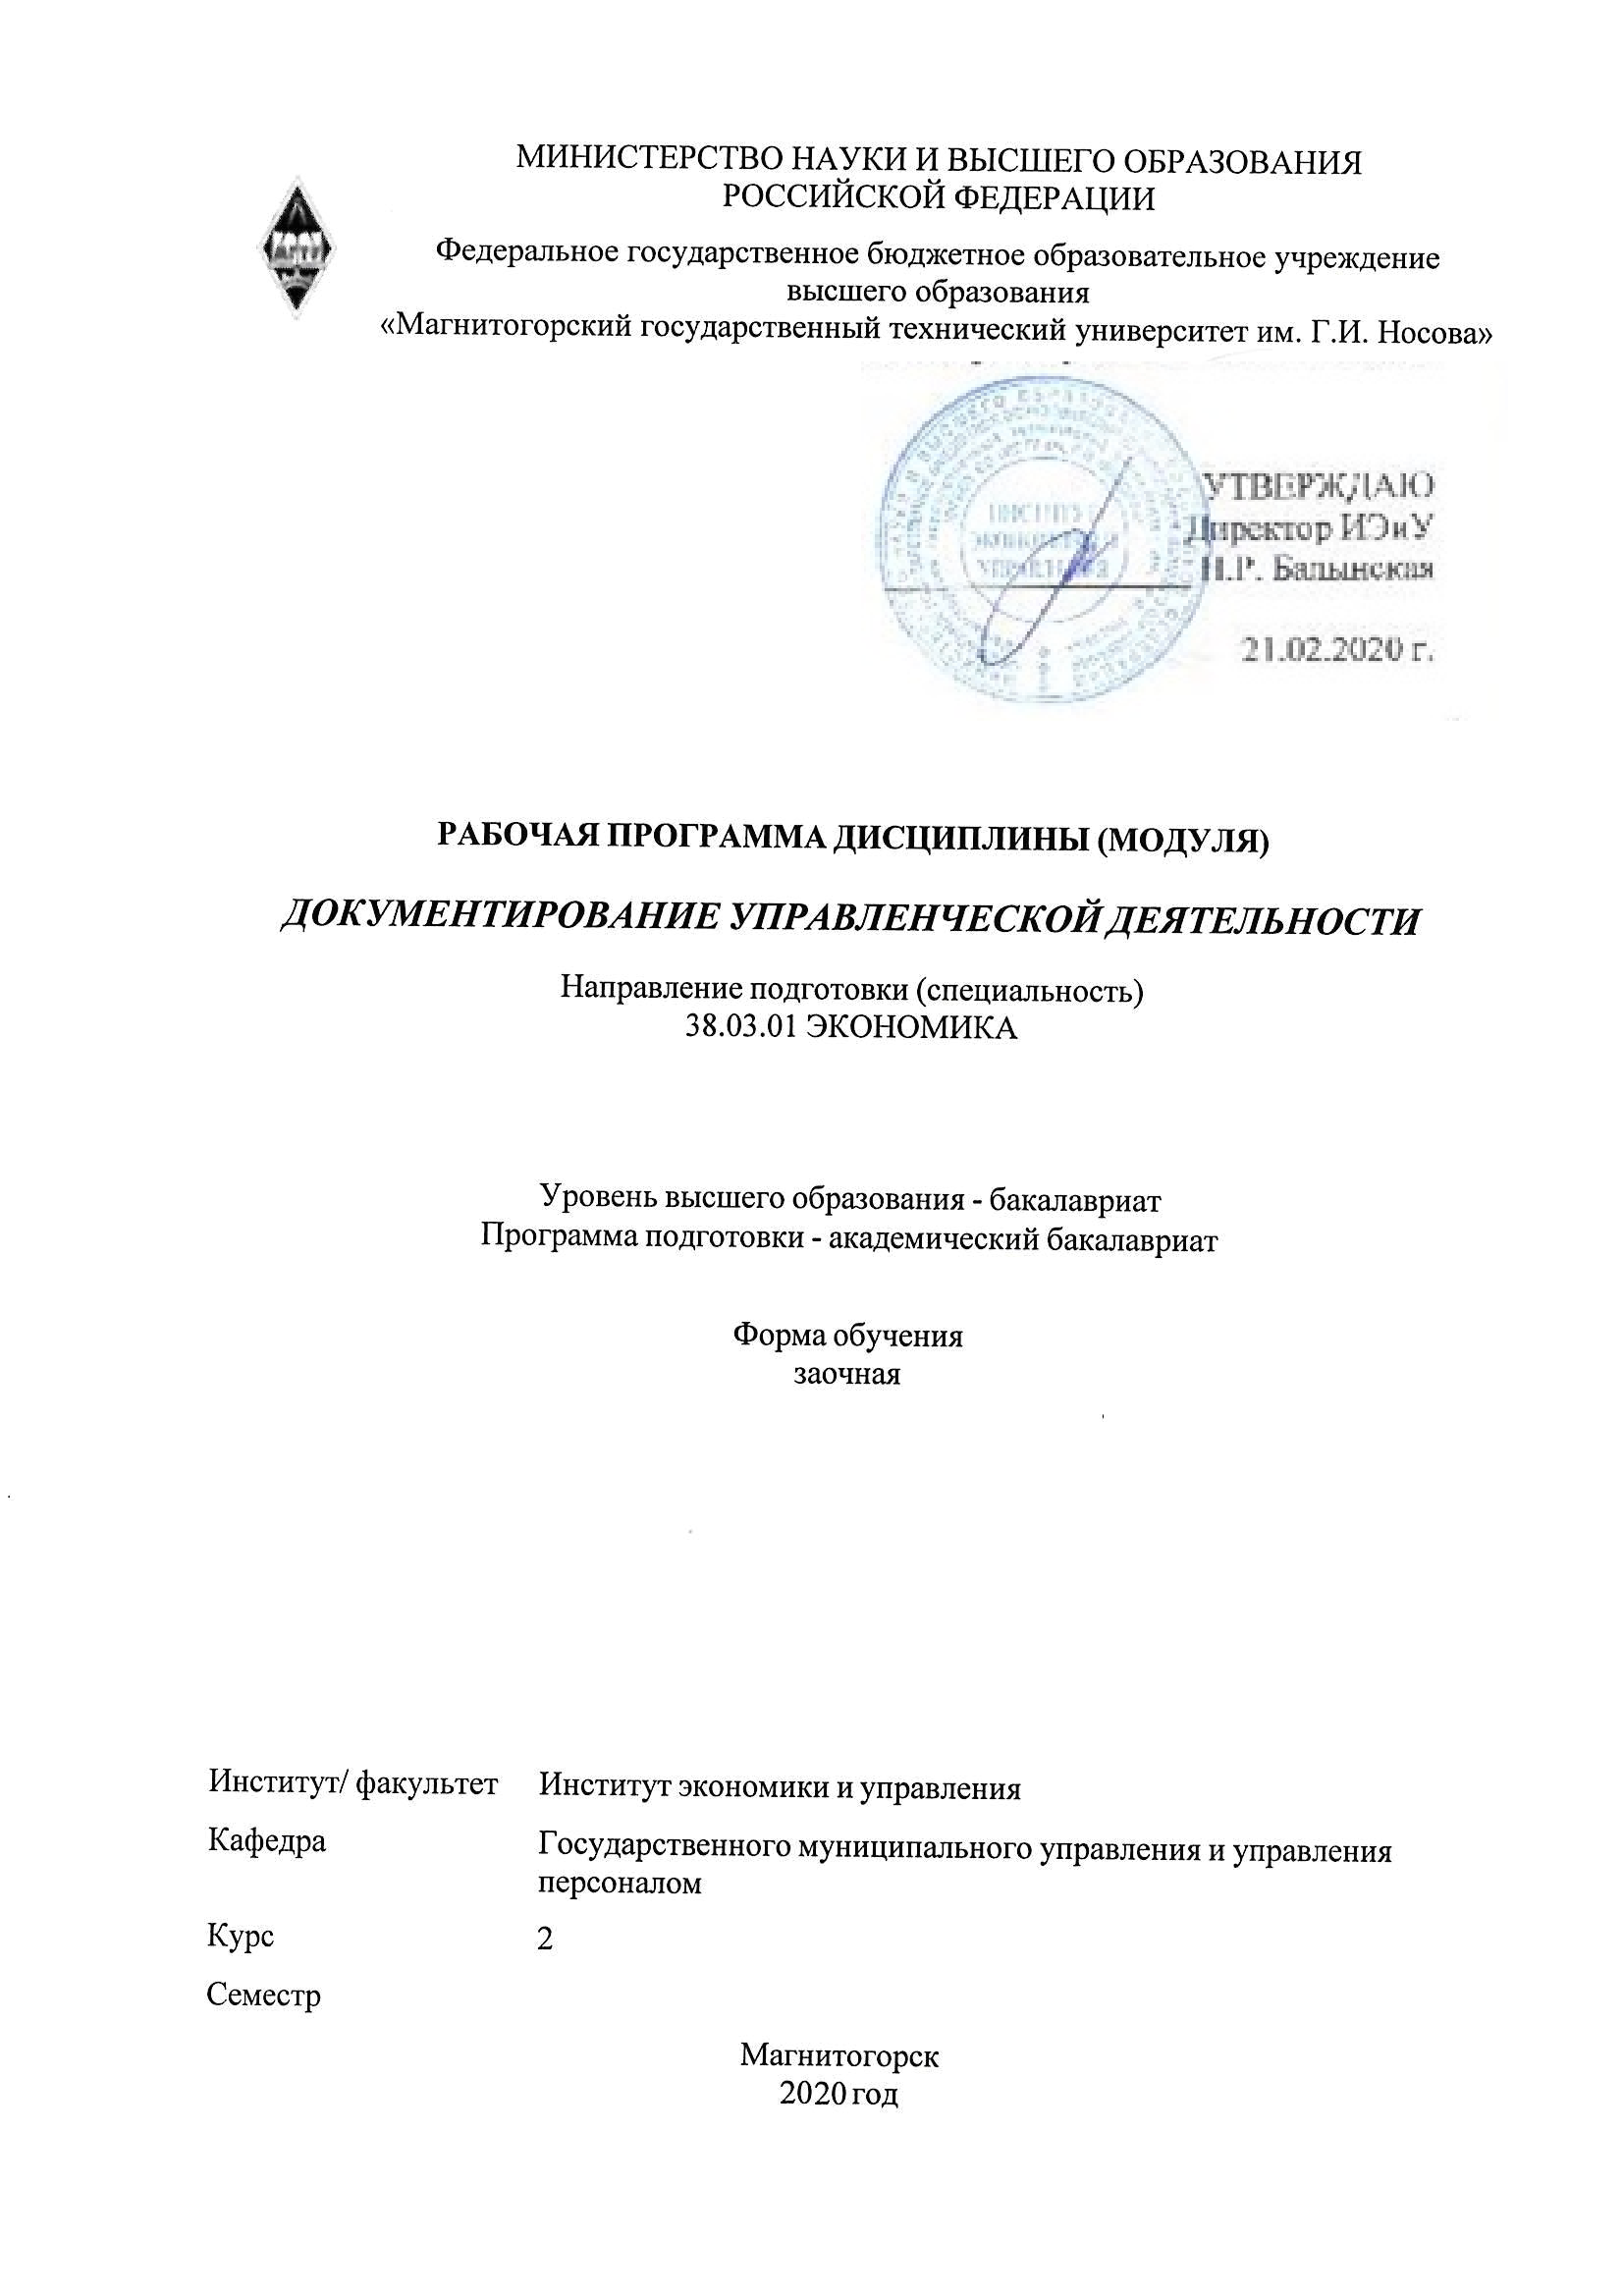 МИНИСТЕРСТВО НАУКИ И ВЫСШЕГО ОБРАЗОВАНИЯ
РОССИЙСКОЙ ФЕДЕРАЦИИ
Федеральное государственное бюджетное образовательное учреждение
высшего образования
«Магнитогорский государственный технический университет им. Г.И. Носова»
УТВЕРЖДАЮ
Директор ИЭиУ
Н.Р. Балынская
21.02.2020 г.
ИНСТИТУТ
ЭКОНОМИКИ И
УПРАВЛЕНИЯ
РАБОЧАЯ ПРОГРАММА ДИСЦИПЛИНЫ (МОДУЛЯ)
ДОКУМЕНТИРОВАНИЕ УПРАВЛЕНЧЕСКОЙ ДЕЯТЕЛЬНОСТИ
Направление подготовки (специальность)
38.03.01 ЭКОНОМИКА
Уровень высшего образования - бакалавриат
Программа подготовки - академический бакалавриат
Форма обучения
заочная
Институт/ факультет Институт экономики и управления
Кафедра Государственного муниципального управления и управления
персоналом
Курс 2
Семестр
Магнитогорск
2020 год